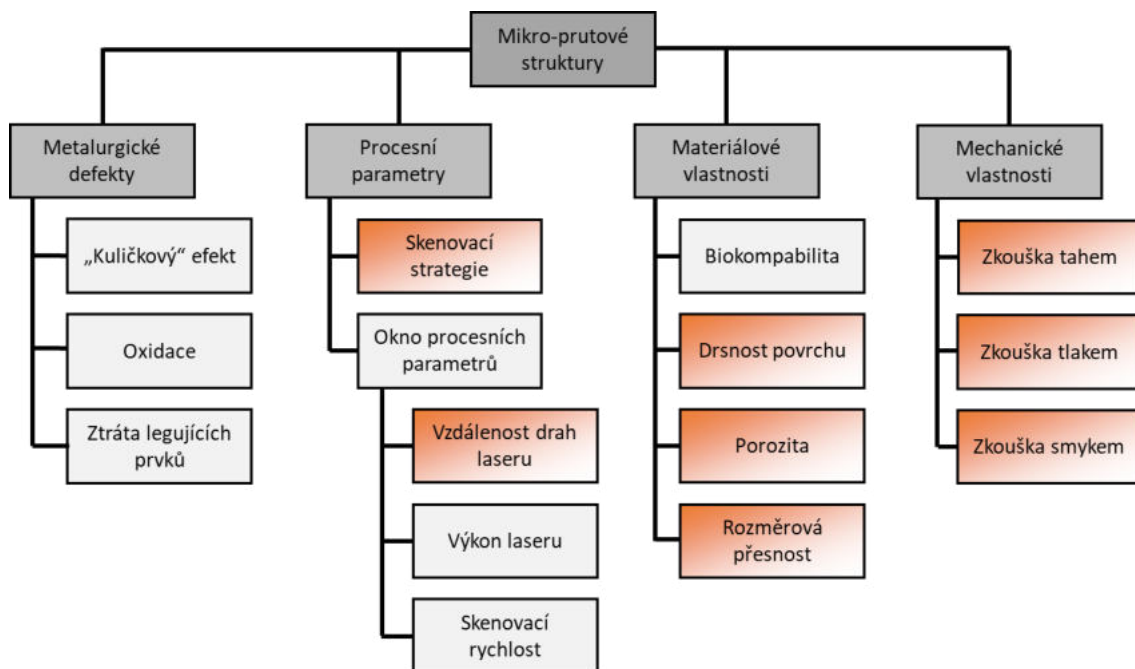 Mikro-prutové
struktury
Metalurgické
defekty
„Kuličkový“ efekt
Oxidace
Ztráta legujících
prvků
Procesní
parametry
Skenovací
strategie
Okno procesních
parametrů
Vzdálenost drah
laseru
Výkon laseru
Skenovací
rychlost
Materiálové
vlastnosti
Biokompabilita
Drsnost povrchu
Porozita
Rozměrová
přesnost
Mechanické
vlastnosti
Zkouška tahem
Zkouška tlakem
Zkouška smykem